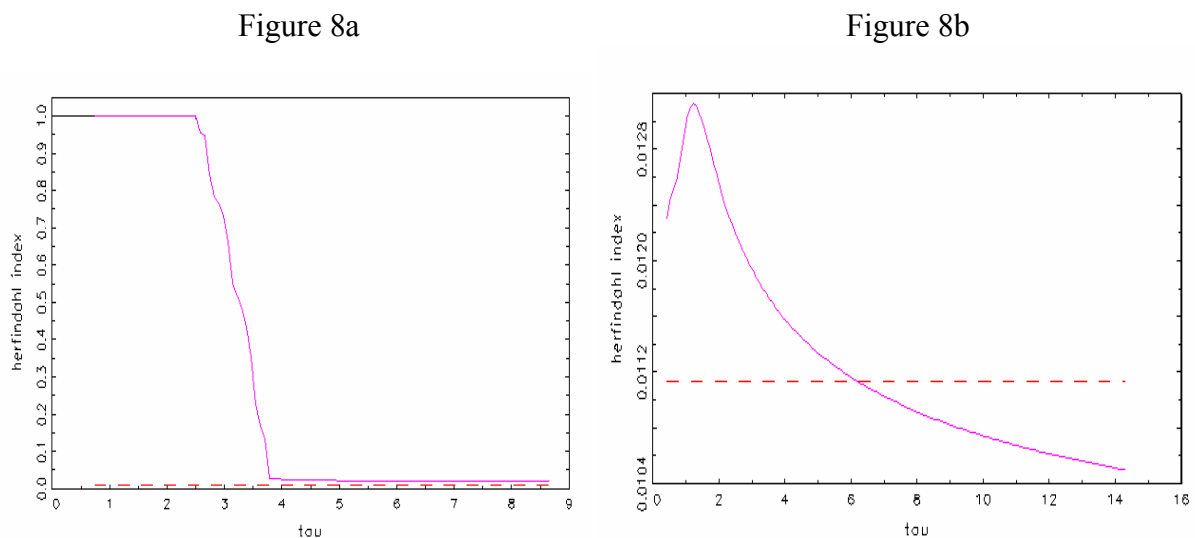 Figure 8a
Figure 8b
herfindahl index
0.0
0.1
0.2
0.3
0.4
0.5
0.6
0.7
0.8
0.9
1.0
0 1 2 3 4 5 6 7 8 9
tau
herfindahl index
0.0104
0.0112
0.0120
0.0128
0 2 4 6 8 10 12 14 16
tau